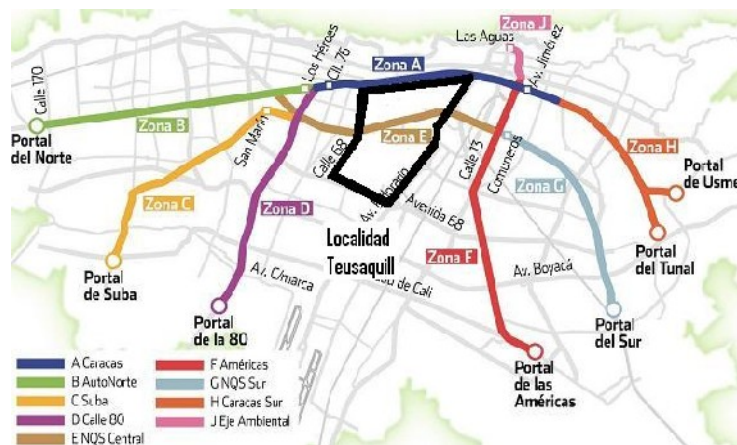 Zona J
Las Aguas
Los Héroes
Cll. 76
Zona A
Av. Jiménez
Calle 170
Portal
del Norte
Zona B
San Martín
Zona E
Calle 68
Calle 13
Comuneros
Zona H
Portal
de Usme
Zona C
Zona D
Av. Eldorado
Avenida 68
Zona G
Localidad
Teusaquill
Zona F
Portal
del Tunal
Portal
de Suba
Av. C/marca
de Cali
Av. Boyacá
Portal
de la 80
Portal
del Sur
Portal
de las
Américas
A Caracas
B AutoNorte
C Suba
D Calle 80
E NQS Central
F Américas
G NQS Sur
H Caracas Sur
J Eje Ambiental